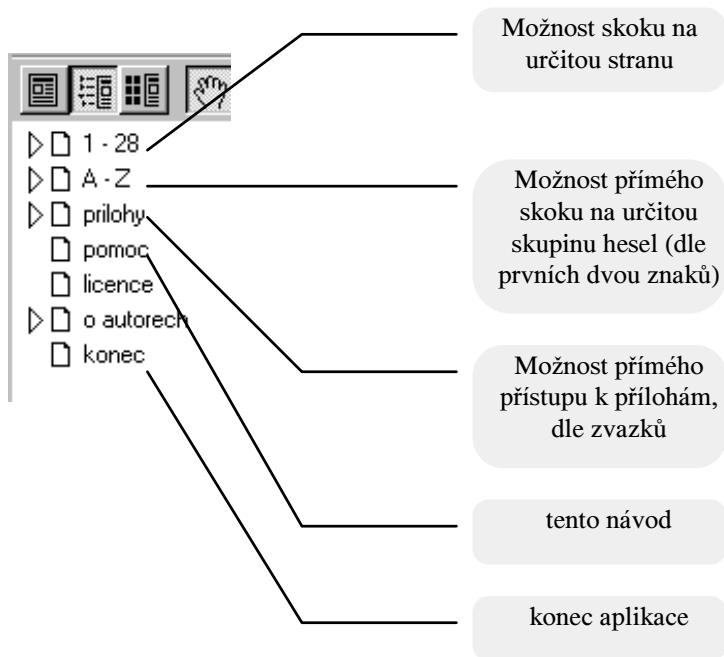 Možnost skoku na
určitou stranu
1 - 28
A - Z
prilohy
pomoc
licence
o autorech
konec
Možnost přímého
skoku na určitou
skupinu hesel (dle
prvních dvou znaků)
Možnost přímého
přístupu k přílohám,
dle zvazků
tento návod
konec aplikace